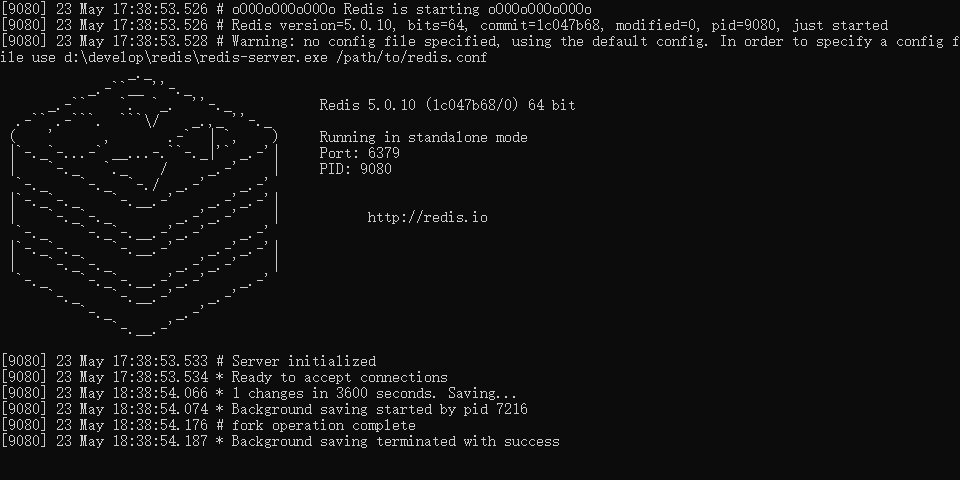 [9080] 23 May 17:38:53.526 # oO0OoO0OoO0Oo Redis is starting oO0OoO0OoO0Oo
[9080] 23 May 17:38:53.526 # Redis version=5.0.10, bits=64, commit=1c047b68, modified=0, pid=9080, just started
[9080] 23 May 17:38:53.528 # Warning: no config file specified, using the default config. In order to specify a config f
ile use d:\develop\redis\redis-server.exe /path/to/redis.conf
Redis 5.0.10 (1c047b68/0) 64 bit
Running in standalone mode
Port: 6379
PID: 9080
http://redis.io
[9080] 23 May 17:38:53.533 # Server initialized
[9080] 23 May 17:38:53.534 * Ready to accept connections
[9080] 23 May 18:38:54.066 * 1 changes in 3600 seconds. Saving...
[9080] 23 May 18:38:54.074 * Background saving started by pid 7216
[9080] 23 May 18:38:54.176 # fork operation complete
[9080] 23 May 18:38:54.187 * Background saving terminated with success